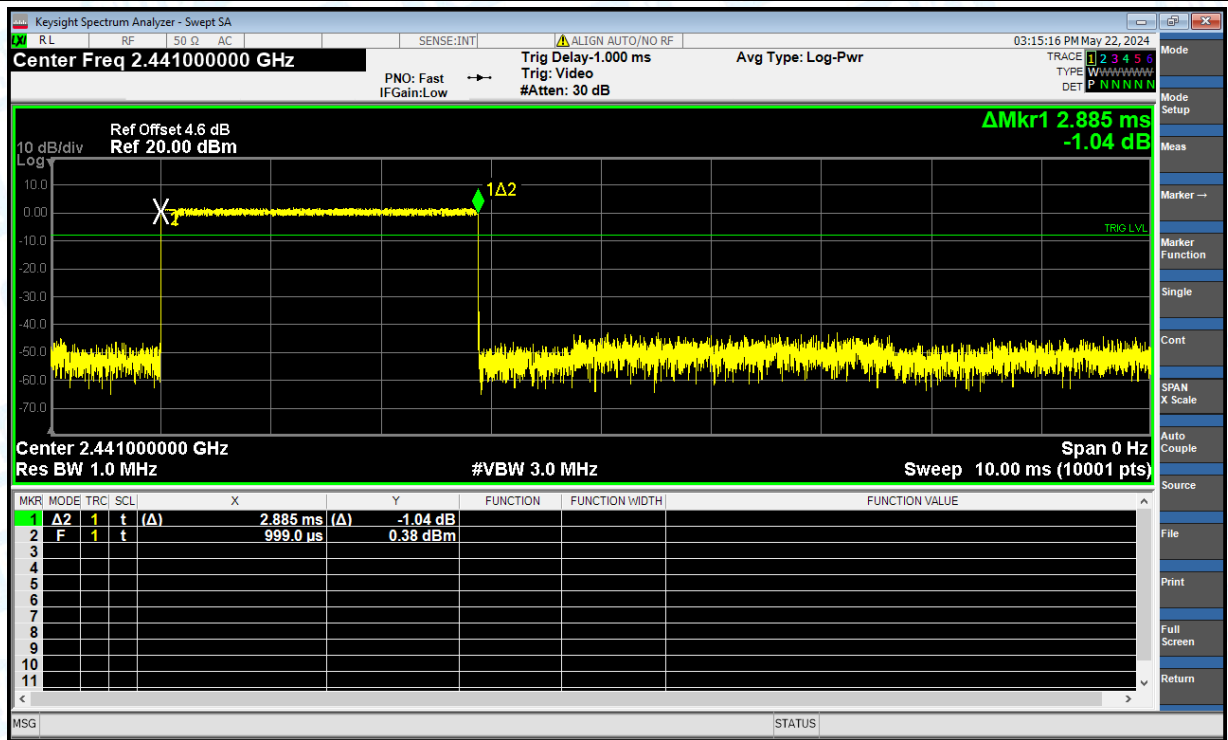 Keysight Spectrum Analyzer - Swept SA
LXI RL RF 50 Ω AC SENSE:INT ALIGN AUTO/NO RF 03:15:16 PM May 22, 2024
Center Freq 2.441000000 GHz
PNO: Fast
IFGain:Low
Trig Delay-1.000 ms
Trig: Video
#Atten: 30 dB
Avg Type: Log-Pwr
TRACE 1 2 3 4 5 6
TYPE WWWWWWW
DET P N N N N N
ΔMkr1 2.885 ms
-1.04 dB
Ref Offset 4.6 dB
10 dB/div Ref 20.00 dBm
Log
10.0
0.00
-10.0
-20.0
-30.0
-40.0
-50.0
-60.0
-70.0
1Δ2
2
TRIG LVL
Center 2.441000000 GHz Span 0 Hz
Res BW 1.0 MHz #VBW 3.0 MHz Sweep 10.00 ms (10001 pts)
MKR MODE TRC SCL X Y FUNCTION FUNCTION WIDTH FUNCTION VALUE
1 Δ2 1 t (Δ) 2.885 ms (Δ) -1.04 dB
2 F 1 t 999.0 µs 0.38 dBm
3
4
5
6
7
8
9
10
11
MSG STATUS
Mode
Mode
Setup
Meas
Marker →
Marker
Function
Single
Cont
SPAN
X Scale
Auto
Couple
Source
File
Print
Full
Screen
Return